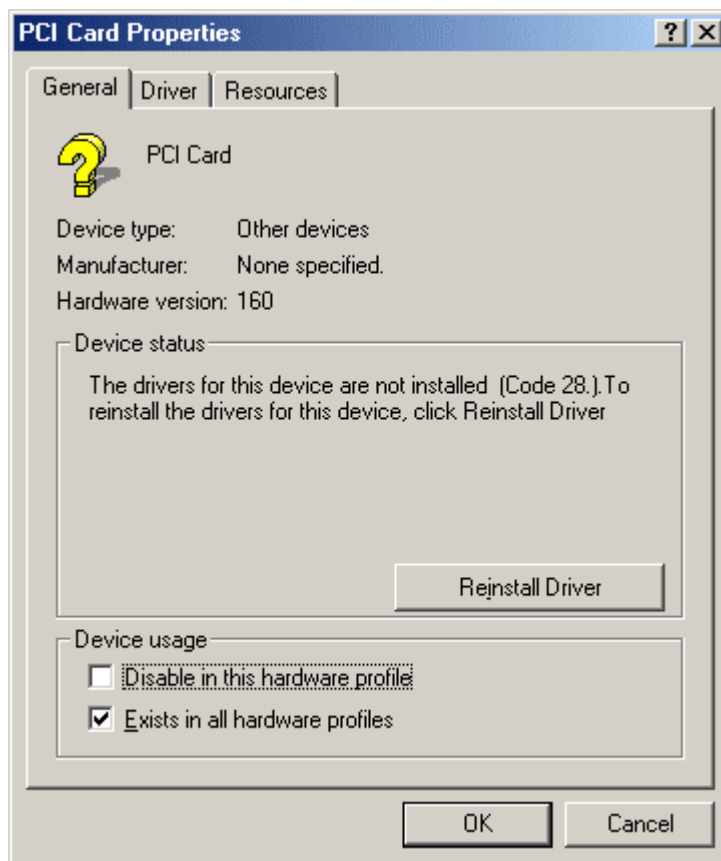 PCI Card Properties
General Driver Resources
PCI Card
Device type: Other devices
Manufacturer: None specified.
Hardware version: 160
Device status
The drivers for this device are not installed (Code 28.).To
reinstall the drivers for this device, click Reinstall Driver
Reinstall Driver
Device usage
Disable in this hardware profile
Exists in all hardware profiles
OK Cancel